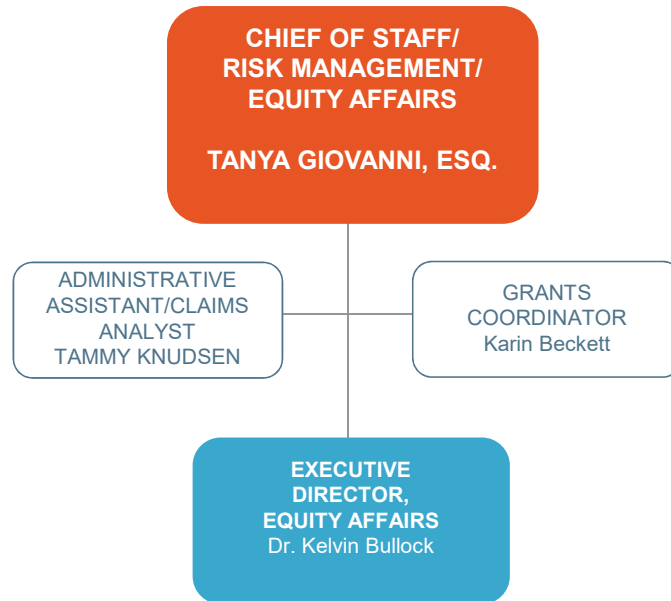 CHIEF OF STAFF/
RISK MANAGEMENT/
EQUITY AFFAIRS
TANYA GIOVANNI, ESQ.
ADMINISTRATIVE
ASSISTANT/CLAIMS
ANALYST
TAMMY KNUDSEN
GRANTS
COORDINATOR
Karin Beckett
EXECUTIVE
DIRECTOR,
EQUITY AFFAIRS
Dr. Kelvin Bullock